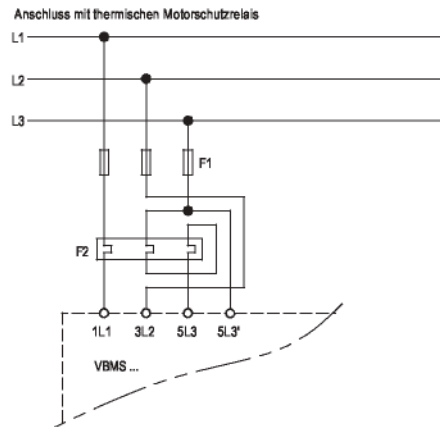 Anschluss mit thermischen Motorschutzrelais
L1
L2
L3
F1
F2
1L1 3L2 5L3 5L3'
VBMS ...